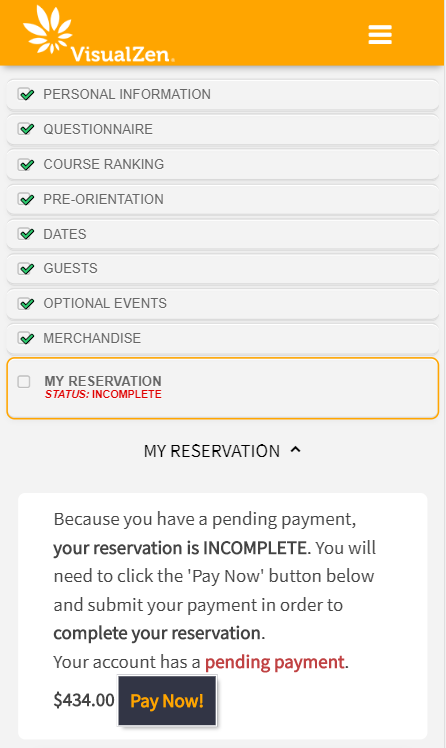 VisualZen
PERSONAL INFORMATION
QUESTIONNAIRE
COURSE RANKING
PRE-ORIENTATION
DATES
GUESTS
OPTIONAL EVENTS
MERCHANDISE
MY RESERVATION
STATUS: INCOMPLETE
MY RESERVATION
Because you have a pending payment,
your reservation is INCOMPLETE. You will
need to click the 'Pay Now' button below
and submit your payment in order to
complete your reservation.
Your account has a pending payment.
$434.00 Pay Now!